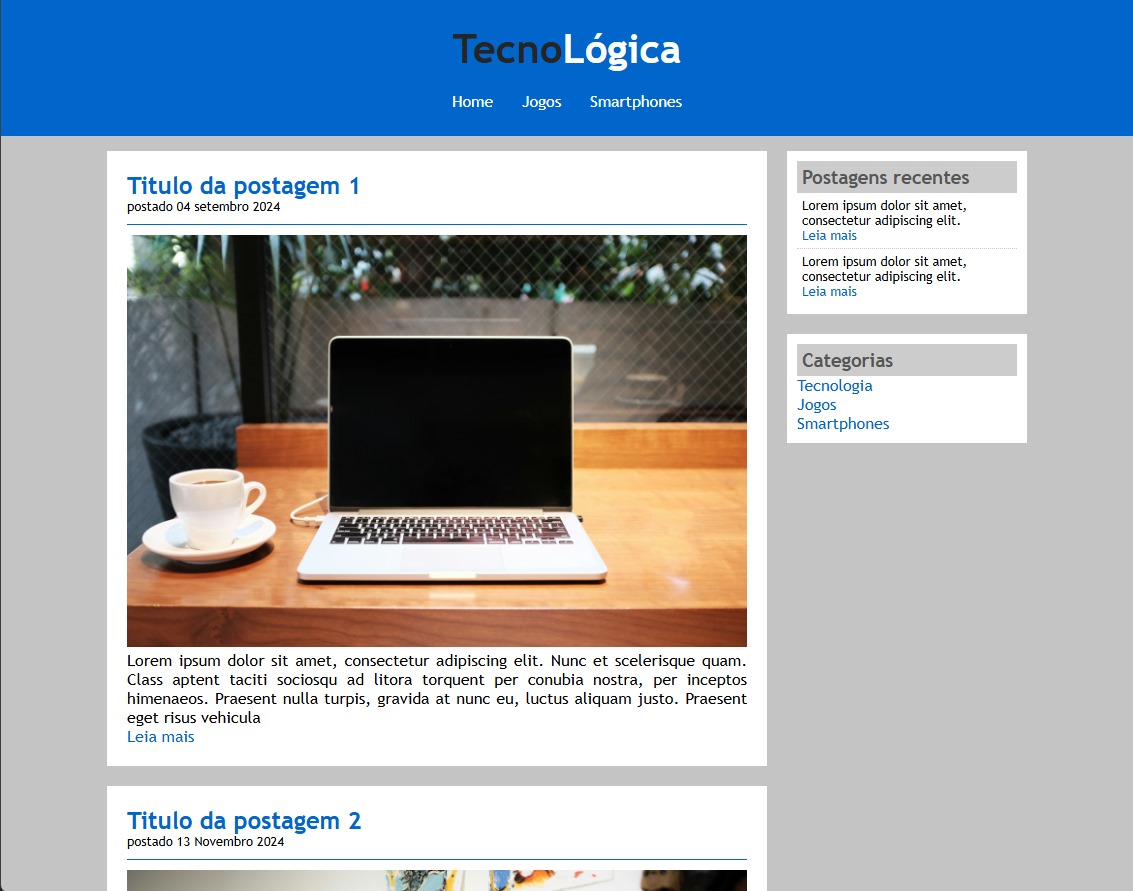 TecnoLógica
Home Jogos Smartphones
Titulo da postagem 1
postado 04 setembro 2024
Lorem ipsum dolor sit amet, consectetur adipiscing elit. Nunc et scelerisque quam.
Class aptent taciti sociosqu ad litora torquent per conubia nostra, per inceptos
himenaeos. Praesent nulla turpis, gravida at nunc eu, luctus aliquam justo. Praesent
eget risus vehicula
Leia mais
Titulo da postagem 2
postado 13 Novembro 2024
Postagens recentes
Lorem ipsum dolor sit amet,
consectetur adipiscing elit.
Leia mais
Lorem ipsum dolor sit amet,
consectetur adipiscing elit.
Leia mais
Categorias
Tecnologia
Jogos
Smartphones